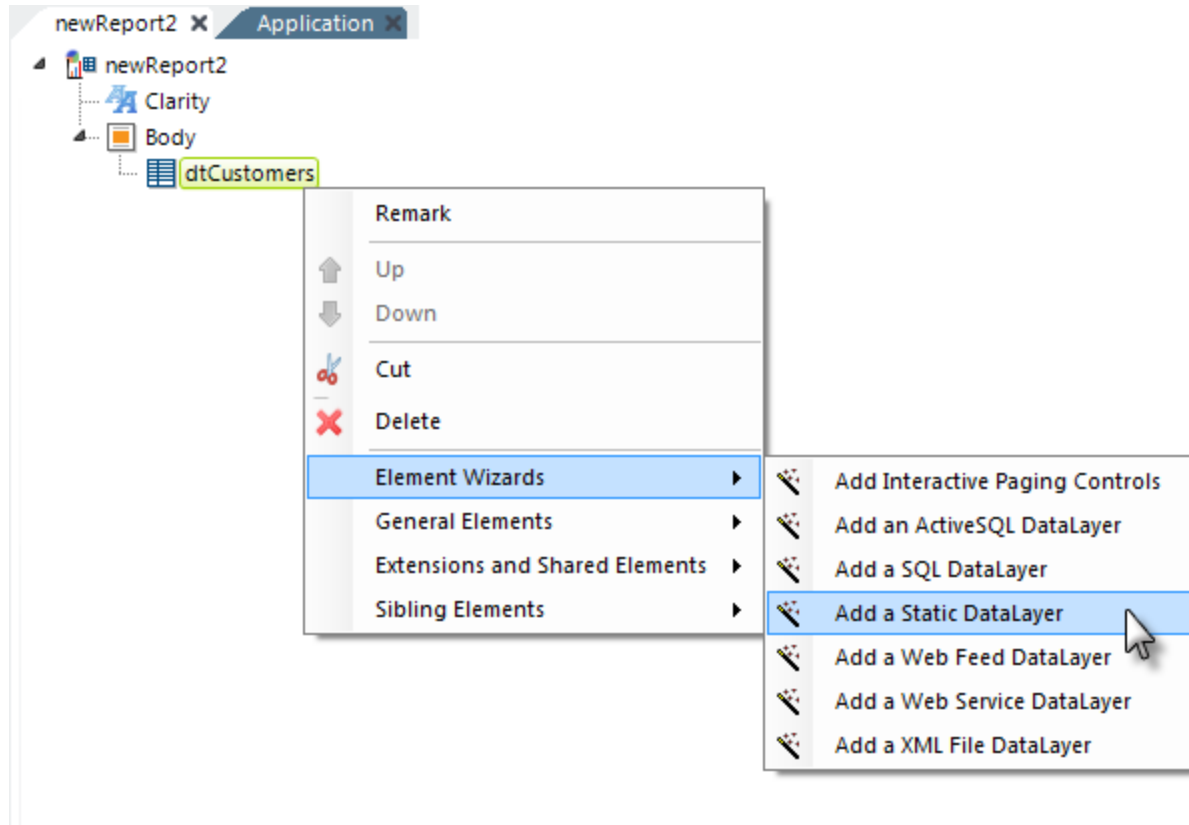 newReport2 Application
newReport2
Clarity
Body
dtCustomers
Remark
Up
Down
Cut
Delete
Element Wizards
General Elements
Extensions and Shared Elements
Sibling Elements
Add Interactive Paging Controls
Add an ActiveSQL DataLayer
Add a SQL DataLayer
Add a Static DataLayer
Add a Web Feed DataLayer
Add a Web Service DataLayer
Add a XML File DataLayer